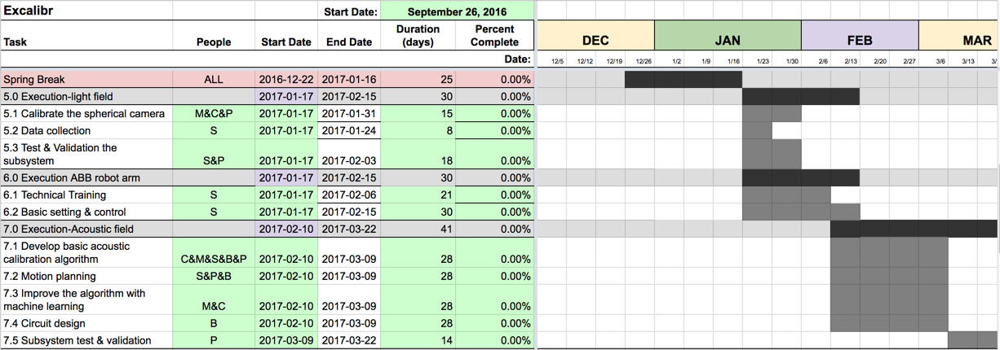 Excalibr Start Date: September 26, 2016
Task People Start Date End Date Duration (days) Percent Complete DEC JAN FEB MAR
Date: 12/5 12/12 12/19 12/26 1/2 1/9 1/16 1/23 1/30 2/6 2/13 2/20 2/27 3/6 3/13 3/
Spring Break ALL 2016-12-22 2017-01-16 25 0.00%
5.0 Execution-light field 2017-01-17 2017-02-15 30 0.00%
5.1 Calibrate the spherical camera M&C&P 2017-01-17 2017-01-31 15 0.00%
5.2 Data collection S 2017-01-17 2017-01-24 8 0.00%
5.3 Test & Validation the
subsystem S&P 2017-01-17 2017-02-03 18 0.00%
6.0 Execution ABB robot arm 2017-01-17 2017-02-15 30 0.00%
6.1 Technical Training S 2017-01-17 2017-02-06 21 0.00%
6.2 Basic setting & control S 2017-01-17 2017-02-15 30 0.00%
7.0 Execution-Acoustic field 2017-02-10 2017-03-22 41 0.00%
7.1 Develop basic acoustic
calibration algorithm C&M&S&B&P 2017-02-10 2017-03-09 28 0.00%
7.2 Motion planning S&P&B 2017-02-10 2017-03-09 28 0.00%
7.3 Improve the algorithm with
machine learning M&C 2017-02-10 2017-03-09 28 0.00%
7.4 Circuit design B 2017-02-10 2017-03-09 28 0.00%
7.5 Subsystem test & validation P 2017-03-09 2017-03-22 14 0.00%